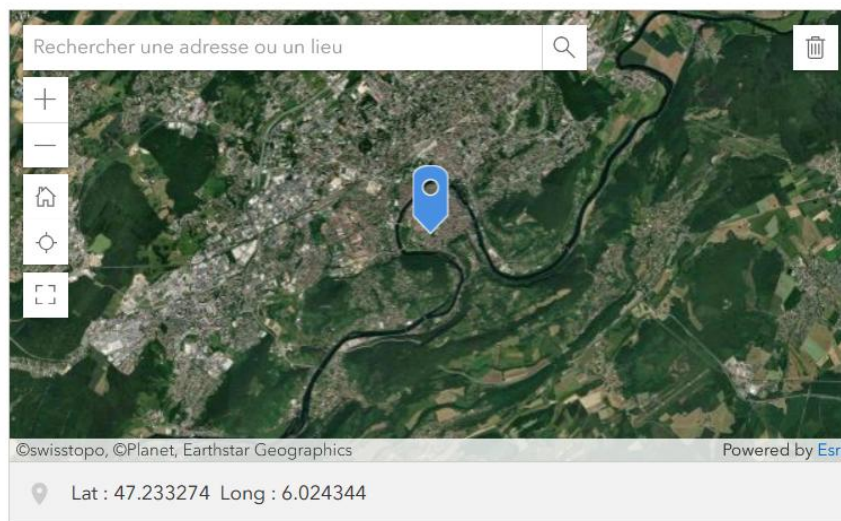 Rechercher une adresse ou un lieu
©swisstopo, ©Planet, Earthstar Geographics
Powered by Esr
Lat : 47.233274 Long : 6.024344